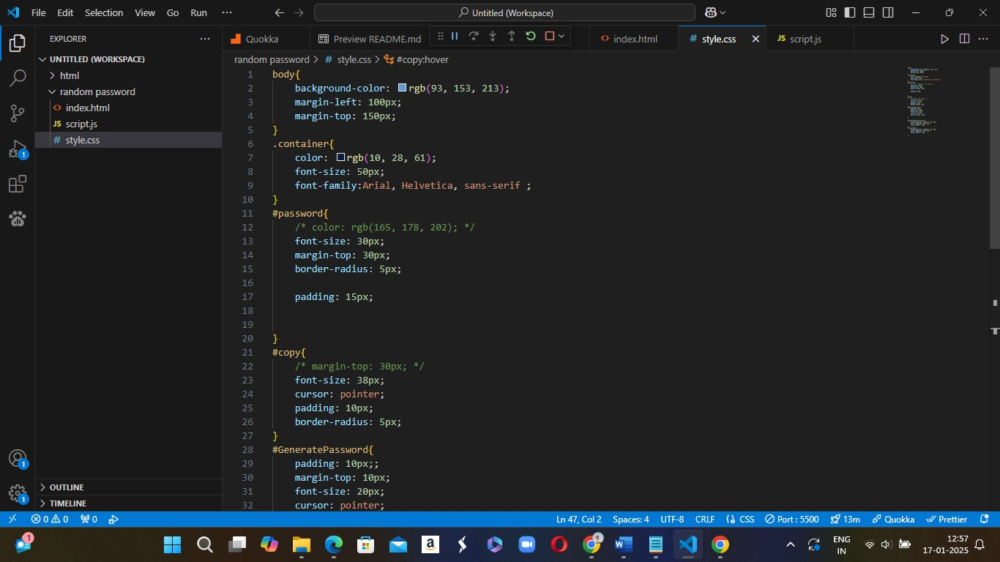 File Edit Selection View Go Run ··· Untitled (Workspace)
EXPLORER ···
Quokka Preview README.md index.html style.css JS script.js
UNTITLED (WORKSPACE)
html
random password
index.html
JS script.js
# style.css
OUTLINE
TIMELINE
random password > # style.css > #copy:hover
1 body{
2 background-color: rgb(93, 153, 213);
3 margin-left: 100px;
4 margin-top: 150px;
5 }
6 .container{
7 color: rgb(10, 28, 61);
8 font-size: 50px;
9 font-family:Arial, Helvetica, sans-serif ;
10 }
11 #password{
12 /* color: rgb(165, 178, 202); */
13 font-size: 30px;
14 margin-top: 30px;
15 border-radius: 5px;
16
17 padding: 15px;
18
19
20 }
21 #copy{
22 /* margin-top: 30px; */
23 font-size: 38px;
24 cursor: pointer;
25 padding: 10px;
26 border-radius: 5px;
27 }
28 #GeneratePassword{
29 padding: 10px;;
30 margin-top: 10px;
31 font-size: 20px;
32 cursor: pointer;
1
1
1
0 0 0 Ln 47, Col 2 Spaces: 4 UTF-8 CRLF {} CSS Port : 5500 13m Quokka Prettier
1 ENG 12:57
IN 17-01-2025